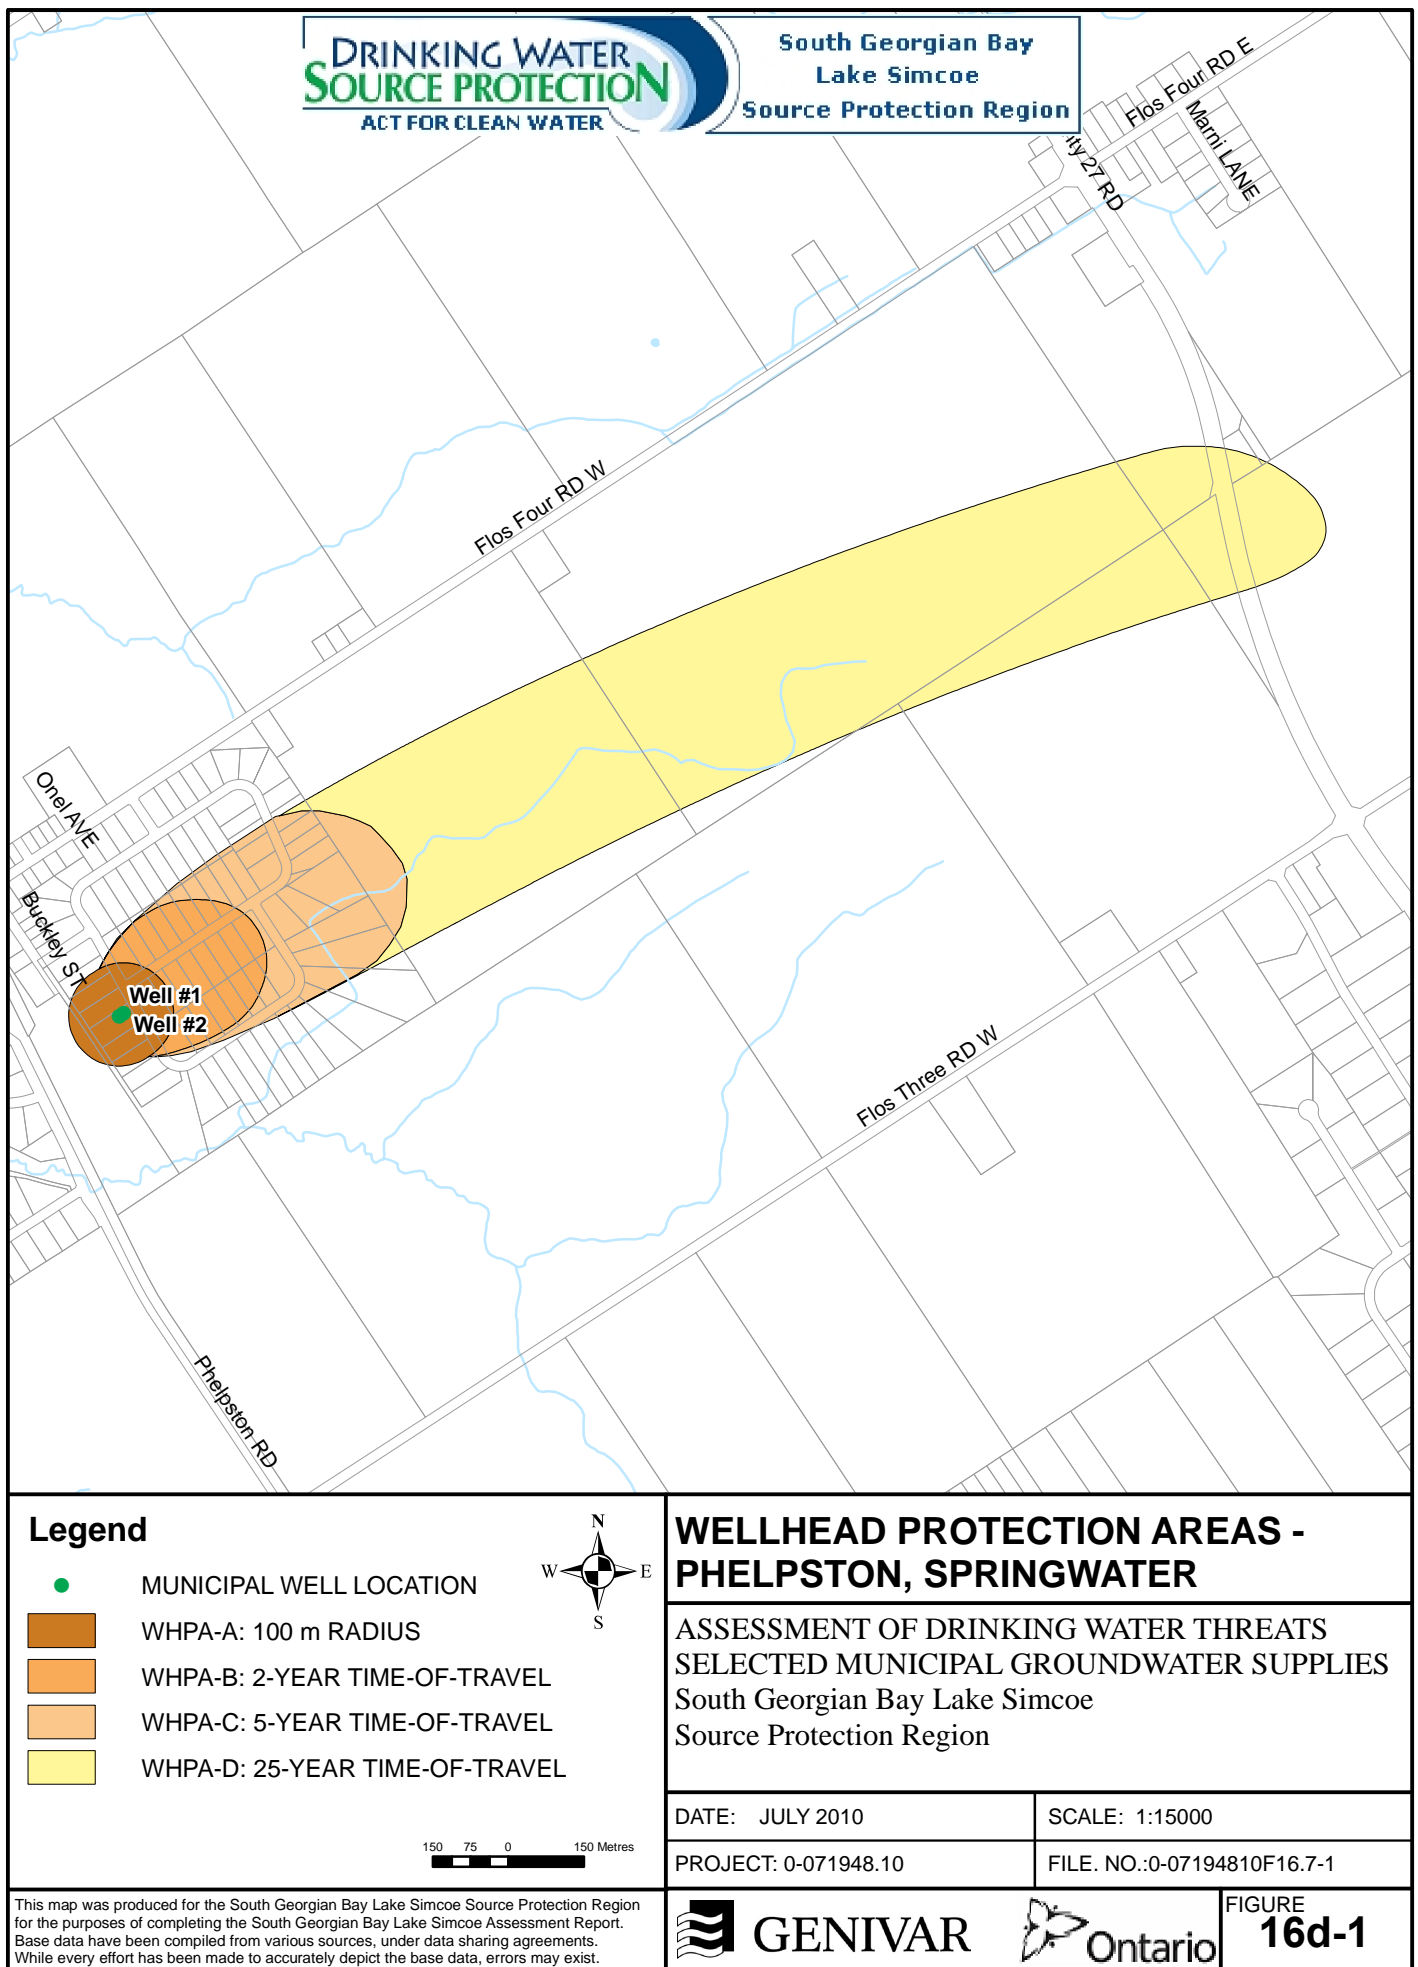 DRINKING WATER
SOURCE PROTECTION
ACT FOR CLEAN WATER
South Georgian Bay
Lake Simcoe
Source Protection Region
Flos Four RD E
Marni LANE
nty 27 RD
Flos Four RD W
Onel AVE
Buckley ST
Well #1
Well #2
Flos Three RD W
Phelpston RD
Legend
MUNICIPAL WELL LOCATION
WHPA-A: 100 m RADIUS
WHPA-B: 2-YEAR TIME-OF-TRAVEL
WHPA-C: 5-YEAR TIME-OF-TRAVEL
WHPA-D: 25-YEAR TIME-OF-TRAVEL
N
W E
S
150 75 0 150 Metres
WELLHEAD PROTECTION AREAS -
PHELPSTON, SPRINGWATER
ASSESSMENT OF DRINKING WATER THREATS
SELECTED MUNICIPAL GROUNDWATER SUPPLIES
South Georgian Bay Lake Simcoe
Source Protection Region
DATE: JULY 2010
SCALE: 1:15000
PROJECT: 0-071948.10
FILE. NO.:0-07194810F16.7-1
This map was produced for the South Georgian Bay Lake Simcoe Source Protection Region
for the purposes of completing the South Georgian Bay Lake Simcoe Assessment Report.
Base data have been compiled from various sources, under data sharing agreements.
While every effort has been made to accurately depict the base data, errors may exist.
GENIVAR
Ontario
FIGURE
16d-1